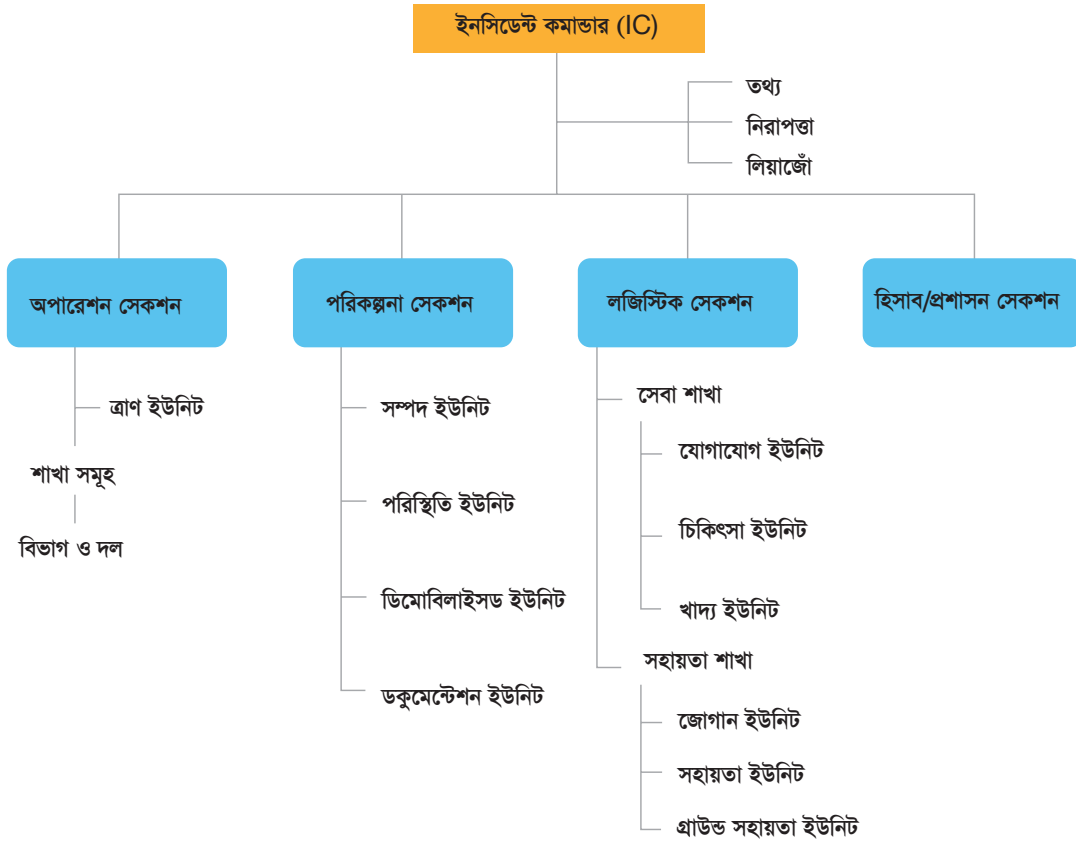 ইনসিডেন্ট কমান্ডার (IC)
তথ্য
নিরাপত্তা
লিয়াজোঁ
অপারেশন সেকশন
পরিকল্পনা সেকশন
লজিস্টিক সেকশন
হিসাব/প্রশাসন সেকশন
ত্রাণ ইউনিট
শাখা সমূহ
বিভাগ ও দল
সম্পদ ইউনিট
পরিস্থিতি ইউনিট
ডিমোবিলাইসড ইউনিট
ডকুমেন্টেশন ইউনিট
সেবা শাখা
যোগাযোগ ইউনিট
চিকিৎসা ইউনিট
খাদ্য ইউনিট
সহায়তা শাখা
জোগান ইউনিট
সহায়তা ইউনিট
গ্রাউন্ড সহায়তা ইউনিট